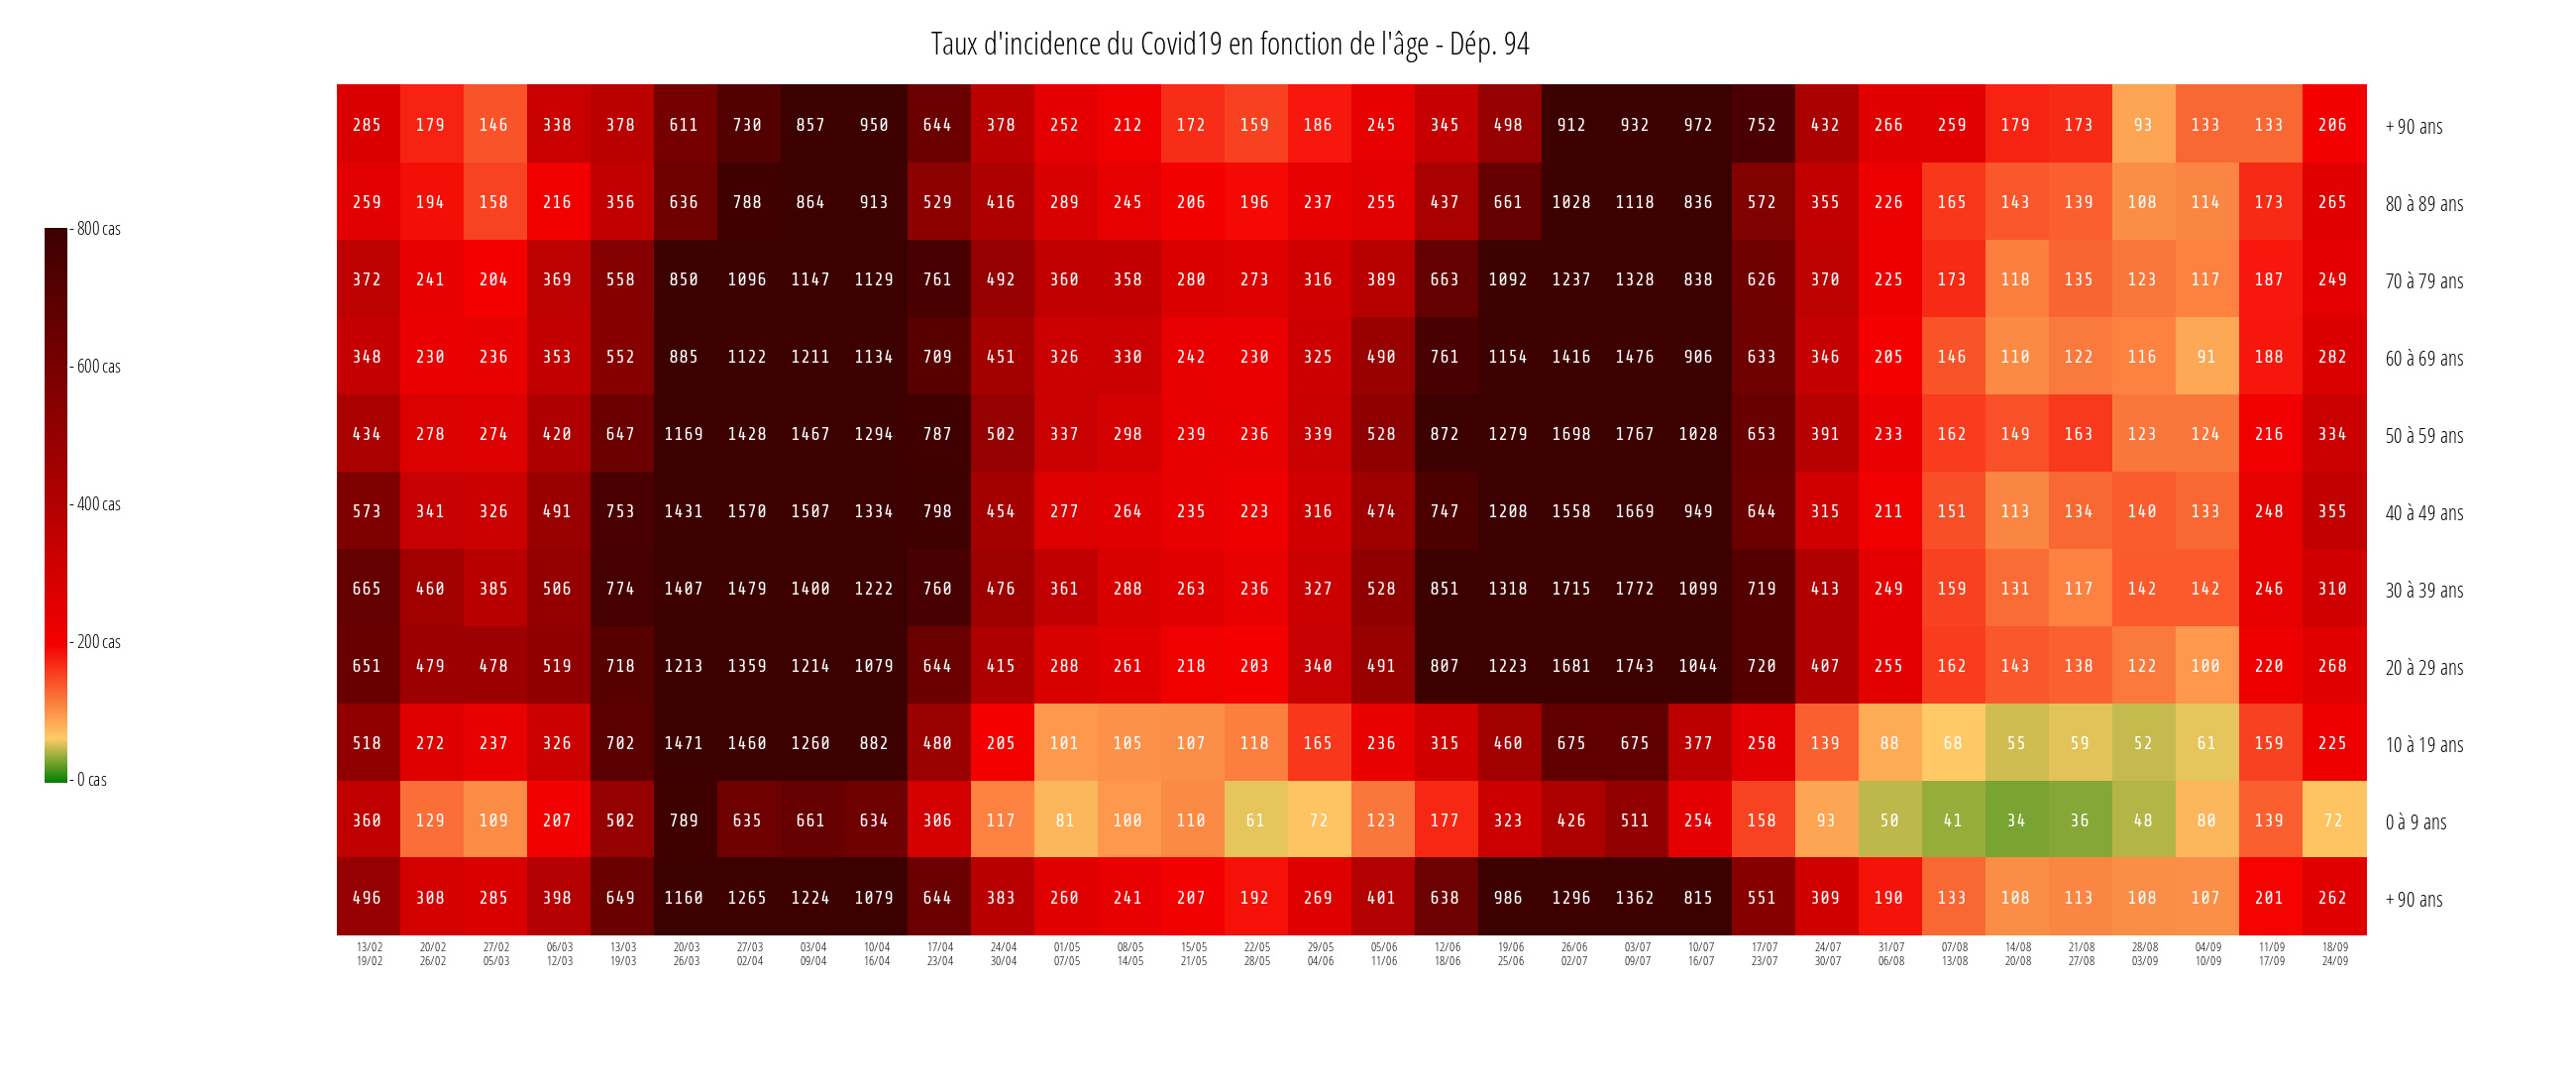 Taux d'incidence du Covid19 en fonction de l'âge - Dép. 94
285 179 146 338 378 611 730 857 950 644 378 252 212 172 159 186 245 345 498 912 932 972 752 432 266 259 179 173 93 133 133 206 + 90 ans
259 194 158 216 356 636 788 864 913 529 416 289 245 206 196 237 255 437 661 1028 1118 836 572 355 226 165 143 139 108 114 173 265 80 à 89 ans
- 800 cas
372 241 204 369 558 850 1096 1147 1129 761 492 360 358 280 273 316 389 663 1092 1237 1328 838 626 370 225 173 118 135 123 117 187 249 70 à 79 ans
348 230 236 353 552 885 1122 1211 1134 709 451 326 330 242 230 325 490 761 1154 1416 1476 906 633 346 205 146 110 122 116 91 188 282 60 à 69 ans
- 600 cas
434 278 274 420 647 1169 1428 1467 1294 787 502 337 298 239 236 339 528 872 1279 1698 1767 1028 653 391 233 162 149 163 123 124 216 334 50 à 59 ans
- 400 cas
573 341 326 491 753 1431 1570 1507 1334 798 454 277 264 235 223 316 474 747 1208 1558 1669 949 644 315 211 151 113 134 140 133 248 355 40 à 49 ans
665 460 385 506 774 1407 1479 1400 1222 760 476 361 288 263 236 327 528 851 1318 1715 1772 1099 719 413 249 159 131 117 142 142 246 310 30 à 39 ans
- 200 cas
651 479 478 519 718 1213 1359 1214 1079 644 415 288 261 218 203 340 491 807 1223 1681 1743 1044 720 407 255 162 143 138 122 100 220 268 20 à 29 ans
518 272 237 326 702 1471 1460 1260 882 480 205 101 105 107 118 165 236 315 460 675 675 377 258 139 88 68 55 59 52 61 159 225 10 à 19 ans
- 0 cas
360 129 109 207 502 789 635 661 634 306 117 81 100 110 61 72 123 177 323 426 511 254 158 93 50 41 34 36 48 80 139 72 0 à 9 ans
496 308 285 398 649 1160 1265 1224 1079 644 383 260 241 207 192 269 401 638 986 1296 1362 815 551 309 190 133 108 113 108 107 201 262 + 90 ans
13/02 20/02 27/02 06/03 13/03 20/03 27/03 03/04 10/04 17/04 24/04 01/05 08/05 15/05 22/05 29/05 05/06 12/06 19/06 26/06 03/07 10/07 17/07 24/07 31/07 07/08 14/08 21/08 28/08 04/09 11/09 18/09
19/02 26/02 05/03 12/03 19/03 26/03 02/04 09/04 16/04 23/04 30/04 07/05 14/05 21/05 28/05 04/06 11/06 18/06 25/06 02/07 09/07 16/07 23/07 30/07 06/08 13/08 20/08 27/08 03/09 10/09 17/09 24/09